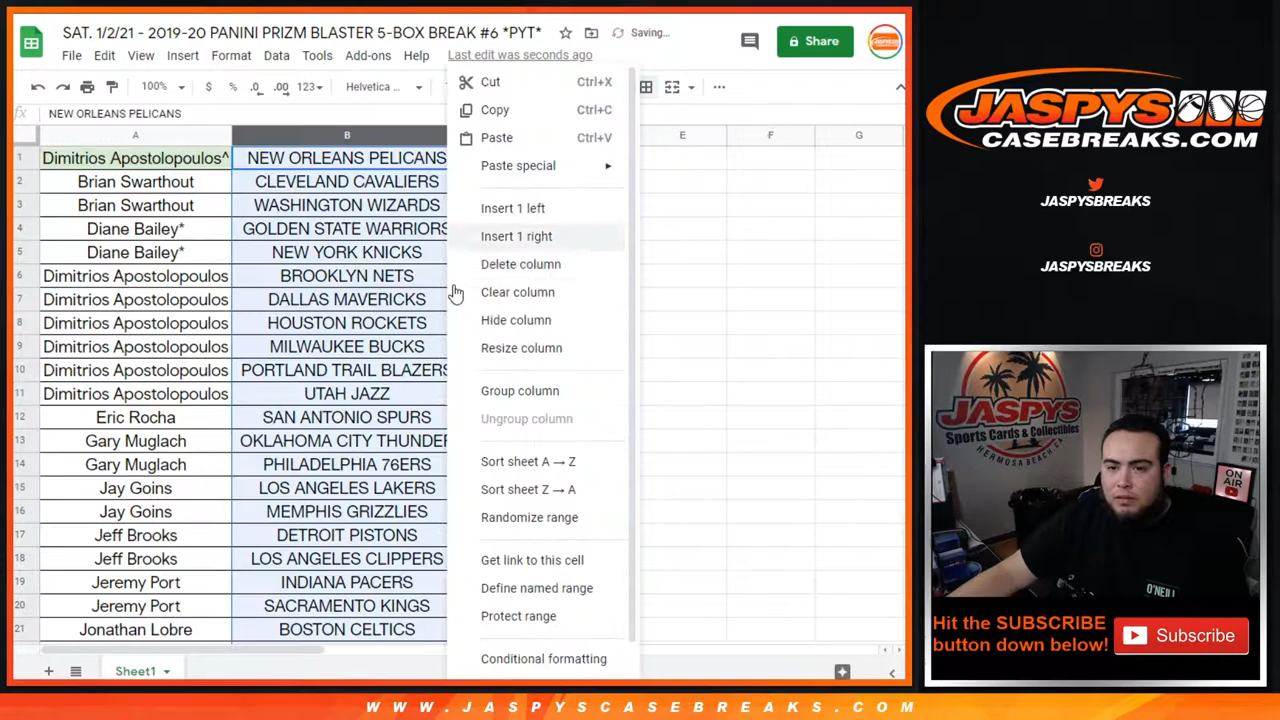 SAT. 1/2/21 - 2019-20 PANINI PRIZM BLASTER 5-BOX BREAK #6 *PYT*
Saving...
Share
File Edit View Insert Format Data Tools Add-ons Help
Last edit was seconds ago
100% $ % .0 .00 123 Helvetica ...
fx NEW ORLEANS PELICANS
A B E F G
1 Dimitrios Apostolopoulos^ NEW ORLEANS PELICANS
2 Brian Swarthout CLEVELAND CAVALIERS
3 Brian Swarthout WASHINGTON WIZARDS
4 Diane Bailey* GOLDEN STATE WARRIORS
5 Diane Bailey* NEW YORK KNICKS
6 Dimitrios Apostolopoulos BROOKLYN NETS
7 Dimitrios Apostolopoulos DALLAS MAVERICKS
8 Dimitrios Apostolopoulos HOUSTON ROCKETS
9 Dimitrios Apostolopoulos MILWAUKEE BUCKS
10 Dimitrios Apostolopoulos PORTLAND TRAIL BLAZERS
11 Dimitrios Apostolopoulos UTAH JAZZ
12 Eric Rocha SAN ANTONIO SPURS
13 Gary Muglach OKLAHOMA CITY THUNDER
14 Gary Muglach PHILADELPHIA 76ERS
15 Jay Goins LOS ANGELES LAKERS
16 Jay Goins MEMPHIS GRIZZLIES
17 Jeff Brooks DETROIT PISTONS
18 Jeff Brooks LOS ANGELES CLIPPERS
19 Jeremy Port INDIANA PACERS
20 Jeremy Port SACRAMENTO KINGS
21 Jonathan Lobre BOSTON CELTICS
Sheet1
Cut Ctrl+X
Copy Ctrl+C
Paste Ctrl+V
Paste special
Insert 1 left
Insert 1 right
Delete column
Clear column
Hide column
Resize column
Group column
Ungroup column
Sort sheet A → Z
Sort sheet Z → A
Randomize range
Get link to this cell
Define named range
Protect range
Conditional formatting
JASPYS
CASEBREAKS.COM
JASPYSBREAKS
JASPYSBREAKS
JASPYS
Sports Cards & Collectibles
HERMOSA BEACH, CA
ON
AIR
O'NEILL
Hit the SUBSCRIBE
button down below!
Subscribe
WWW.JASPYSCASEBREAKS.COM